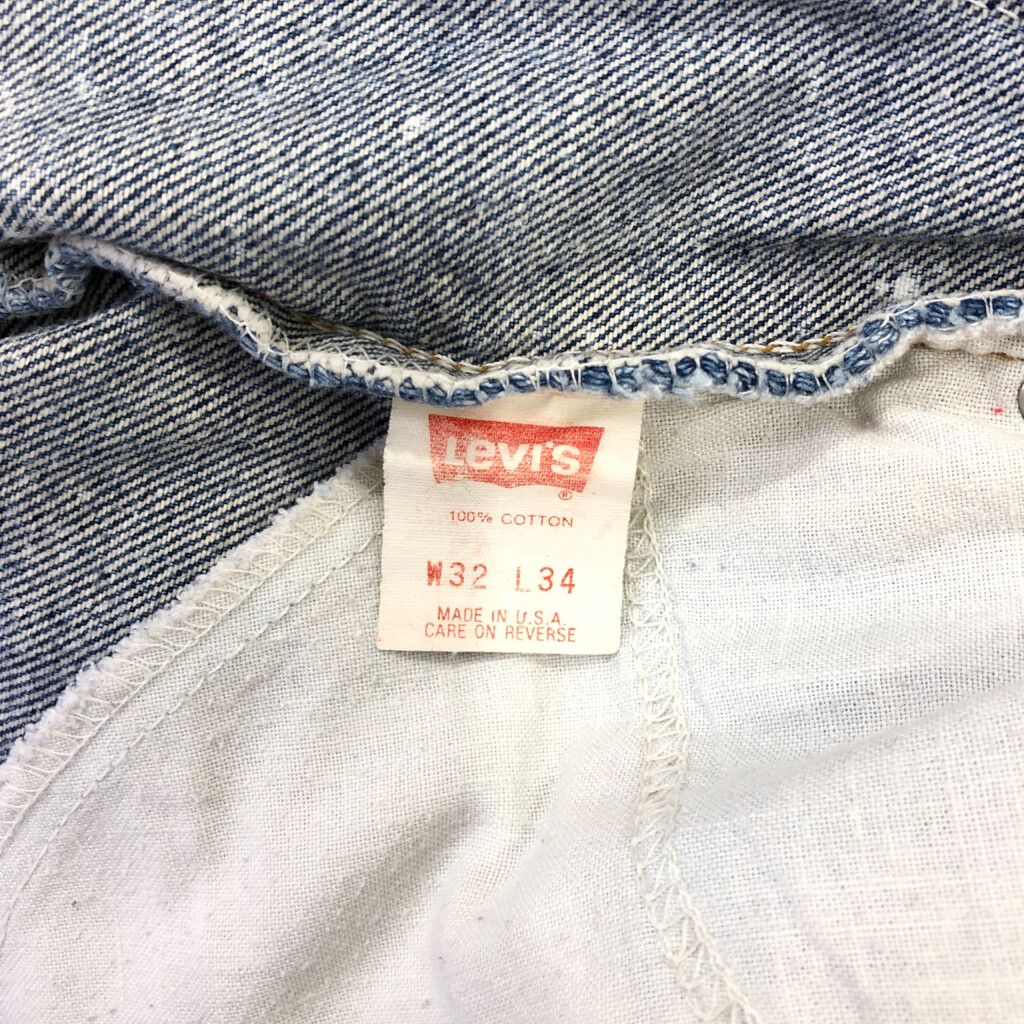 Levi's
®
100% COTTON
W32 L34
MADE IN U.S.A.
CARE ON REVERSE